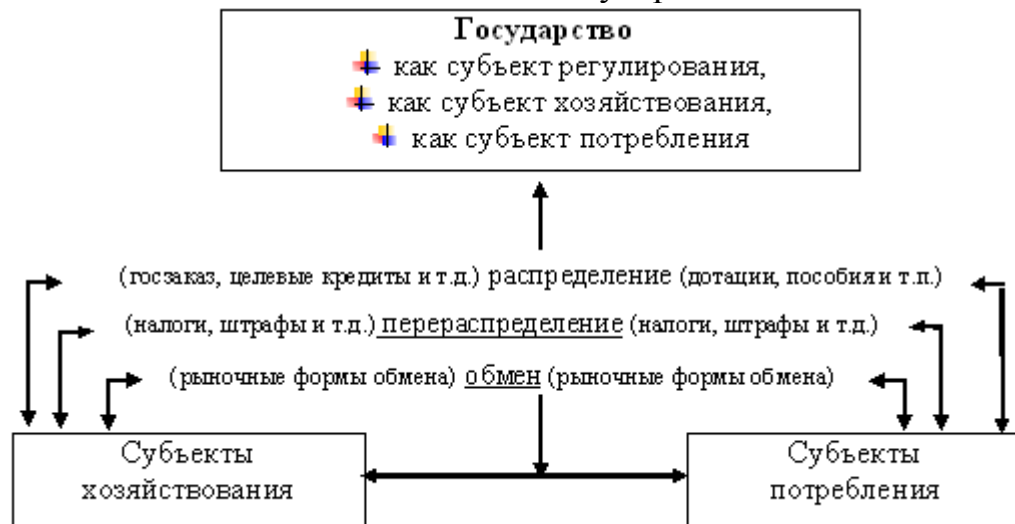 Государство
как субъект регулирования,
как субъект хозяйствования,
как субъект потребления
(госзаказ, целевые кредиты и т.д.) распределение (дотации, пособия и т.п.)
(налоги, штрафы и т.д.) перераспределение (налоги, штрафы и т.д.)
(рыночные формы обмена) обмен (рыночные формы обмена)
Субъекты
хозяйствования
Субъекты
потребления